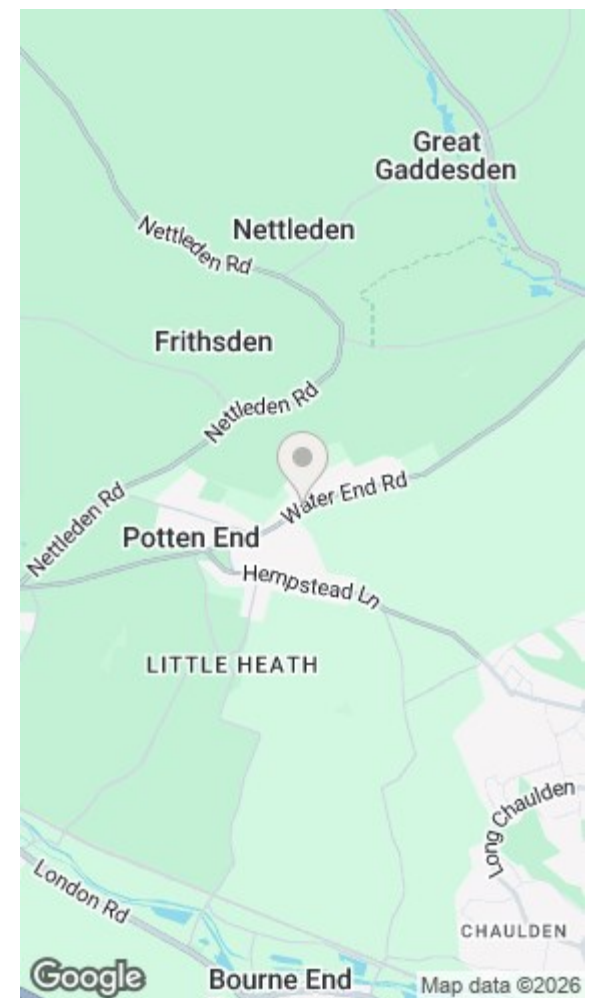 Great
Gaddesden
Nettleden
Nettleden Rd
Frithsden
Nettleden Rd
Water End Rd
Nettleden Rd
Potten End
Hempstead Ln
LITTLE HEATH
Long Chaulden
London Rd
CHAULDEN
Google
Bourne End
Map data ©2026